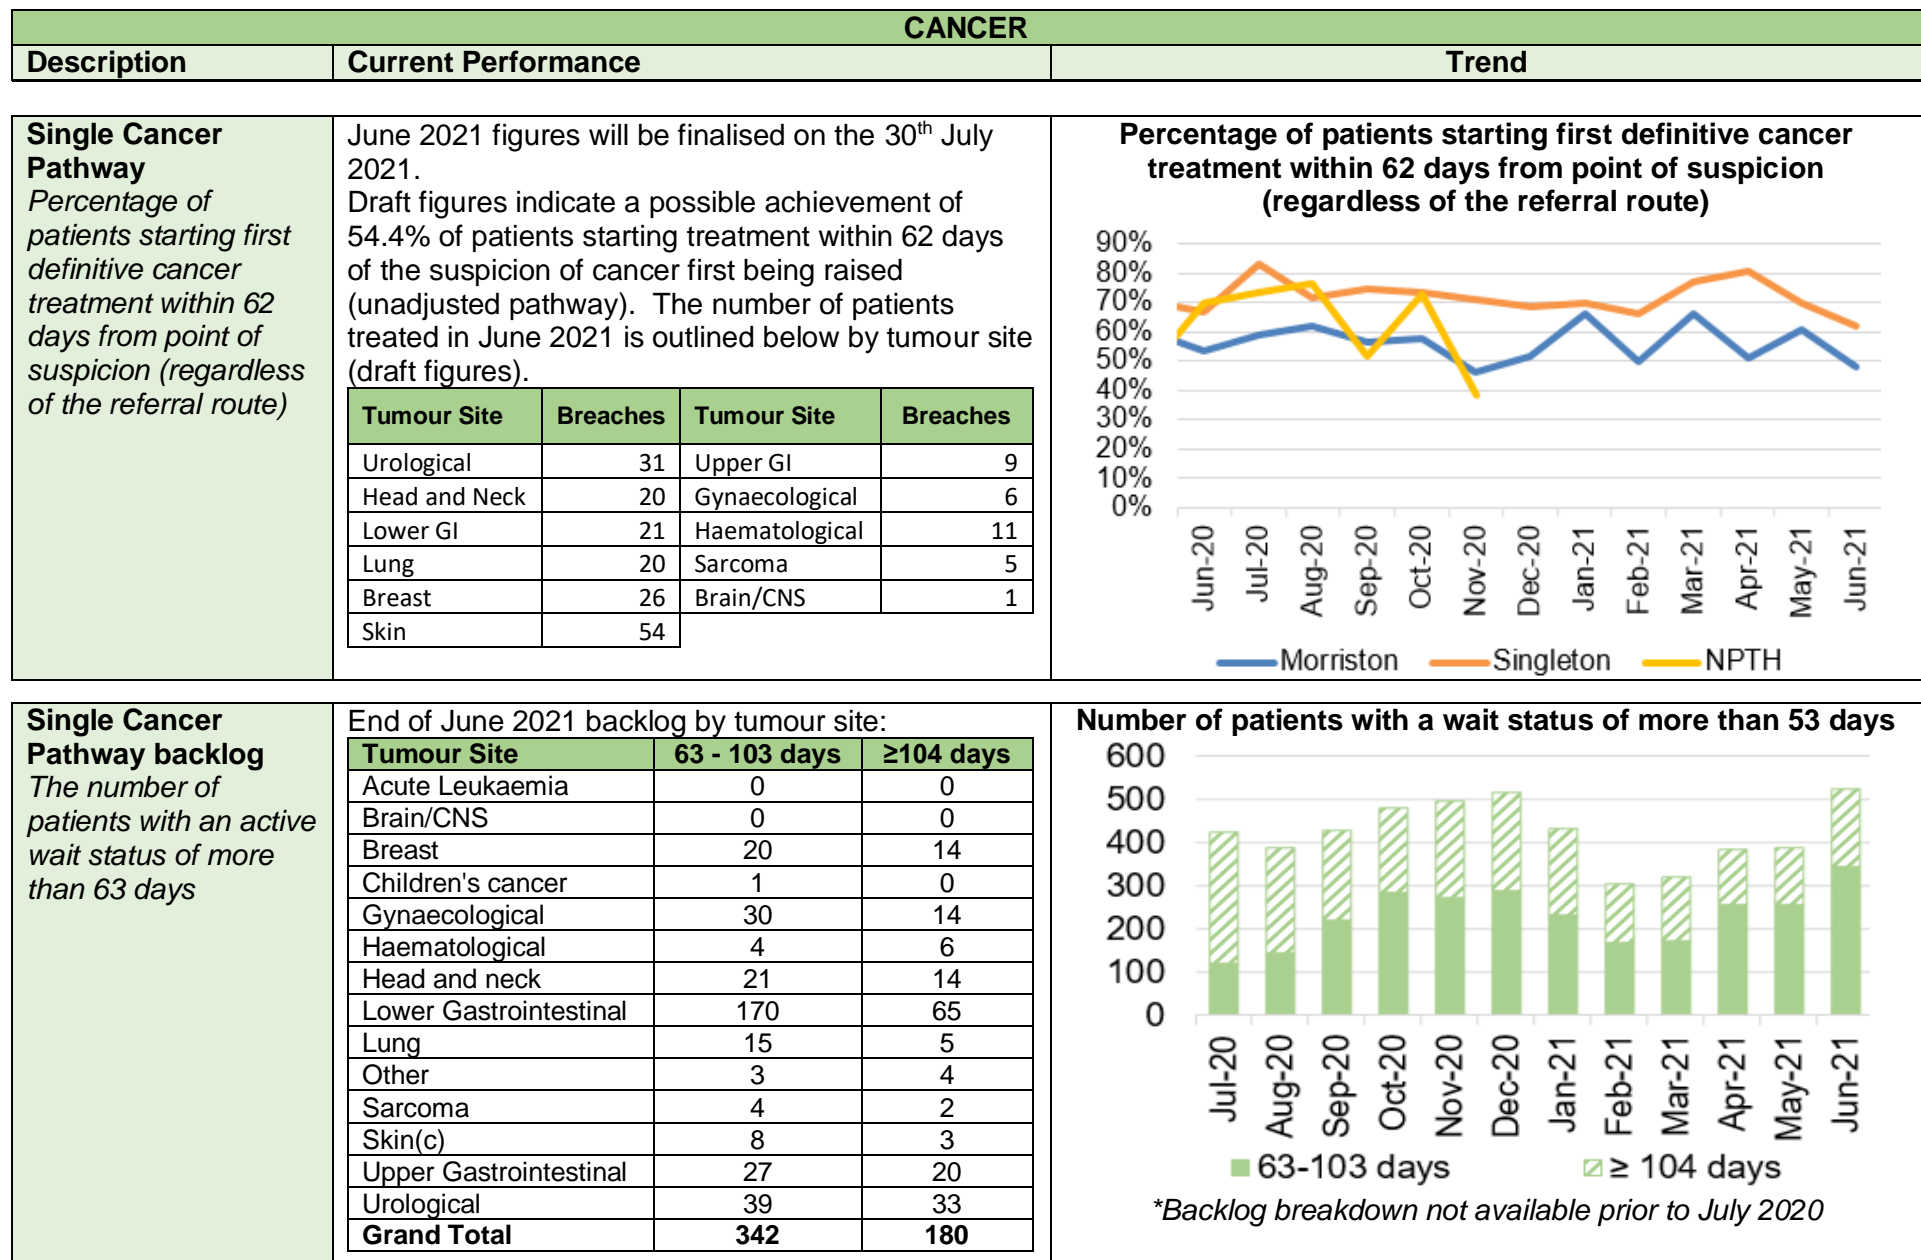 CANCER
Description Current Performance Trend
Single Cancer
Pathway
Percentage of
patients starting first
definitive cancer
treatment within 62
days from point of
suspicion (regardless
of the referral route)
June 2021 figures will be finalised on the 30th July
2021.
Draft figures indicate a possible achievement of
54.4% of patients starting treatment within 62 days
of the suspicion of cancer first being raised
(unadjusted pathway). The number of patients
treated in June 2021 is outlined below by tumour site
(draft figures).
Tumour Site Breaches Tumour Site Breaches
Urological 31 Upper GI 9
Head and Neck 20 Gynaecological 6
Lower GI 21 Haematological 11
Lung 20 Sarcoma 5
Breast 26 Brain/CNS 1
Skin 54
Percentage of patients starting first definitive cancer
treatment within 62 days from point of suspicion
(regardless of the referral route)
90%
80%
70%
60%
50%
40%
30%
20%
10%
0%
Jun-20 Jul-20 Aug-20 Sep-20 Oct-20 Nov-20 Dec-20 Jan-21 Feb-21 Mar-21 Apr-21 May-21 Jun-21
Morriston Singleton NPTH
Single Cancer
Pathway backlog
The number of
patients with an active
wait status of more
than 63 days
End of June 2021 backlog by tumour site:
Tumour Site 63 - 103 days ≥104 days
Acute Leukaemia 0 0
Brain/CNS 0 0
Breast 20 14
Children's cancer 1 0
Gynaecological 30 14
Haematological 4 6
Head and neck 21 14
Lower Gastrointestinal 170 65
Lung 15 5
Other 3 4
Sarcoma 4 2
Skin(c) 8 3
Upper Gastrointestinal 27 20
Urological 39 33
Grand Total 342 180
Number of patients with a wait status of more than 53 days
600
500
400
300
200
100
0
Jul-20 Aug-20 Sep-20 Oct-20 Nov-20 Dec-20 Jan-21 Feb-21 Mar-21 Apr-21 May-21 Jun-21
63-103 days ≥ 104 days
*Backlog breakdown not available prior to July 2020